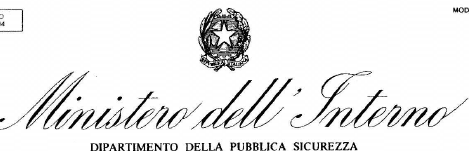 MOD
Ministero dell'Interno
DIPARTIMENTO DELLA PUBBLICA SICUREZZA